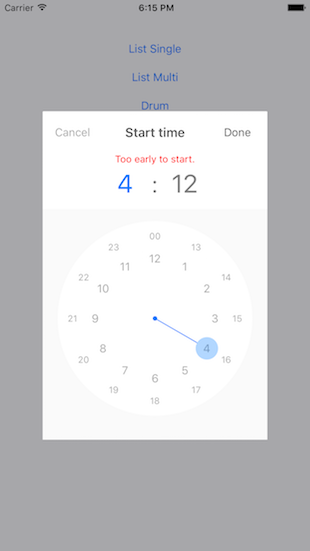 Carrier 6:15 PM
List Single
List Multi
Drum
Cancel Start time Done
Too early to start.
4 : 12
00
23 13
12
22 11 1 14
10 2
21 9 3 15
8 4
20 7 5 16
6
19 17
18